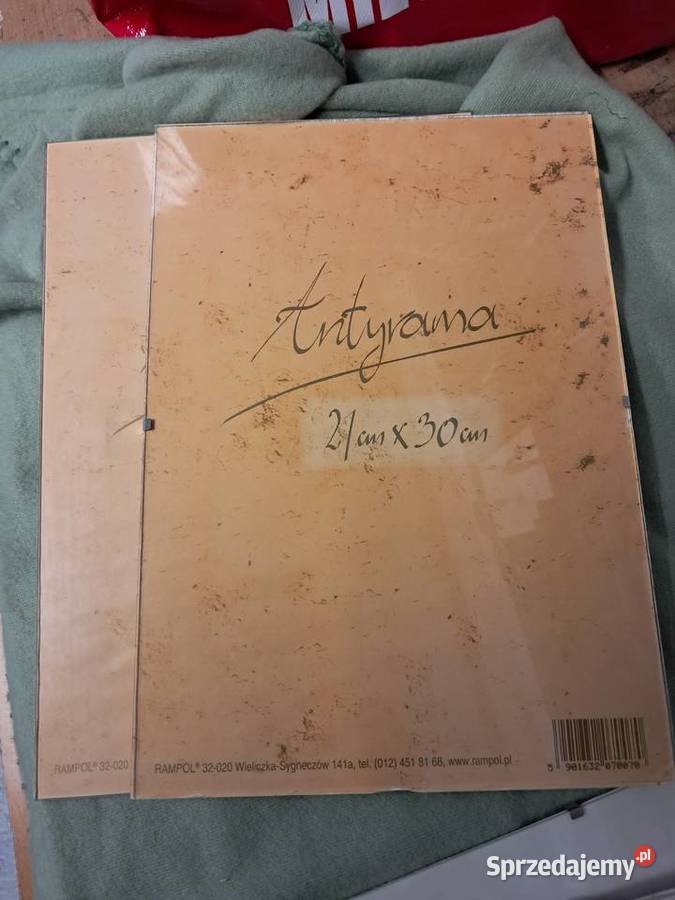 Antyrama
21cm x 30cm
RAMPOL® 32-020
RAMPOL® 32-020 Wieliczka-Sygneczów 141a, tel. (012) 451 81 68, www.rampol.pl
5 901632 070070
Sprzedajemy.pl